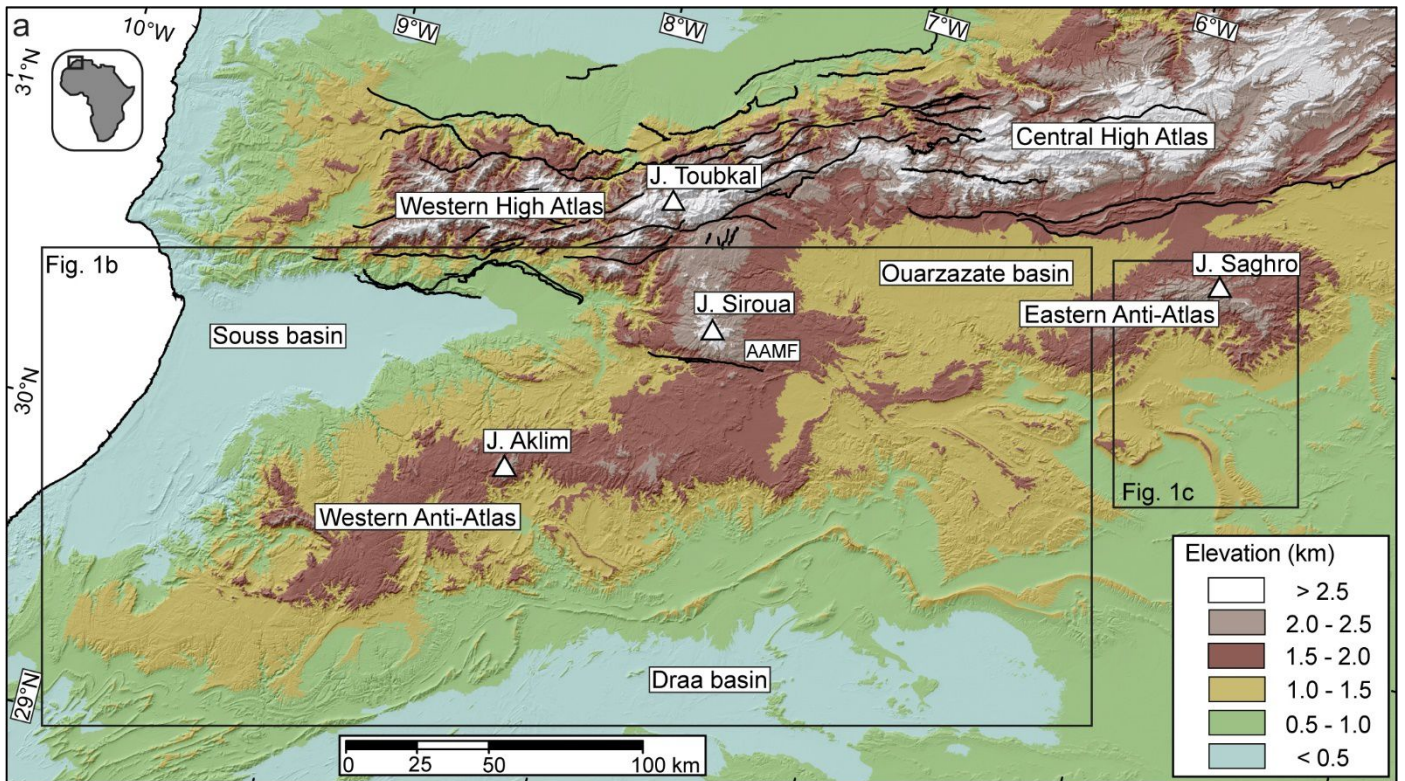 a
10°W
9°W
8°W
7°W
6°W
31°N
Central High Atlas
J. Toubkal
Western High Atlas
Fig. 1b
Ouarzazate basin
J. Saghro
J. Siroua
Eastern Anti-Atlas
Souss basin
AAMF
30°N
J. Aklim
Fig. 1c
Western Anti-Atlas
Elevation (km)
> 2.5
2.0 - 2.5
1.5 - 2.0
1.0 - 1.5
0.5 - 1.0
< 0.5
Draa basin
29°N
0 25 50 100 km